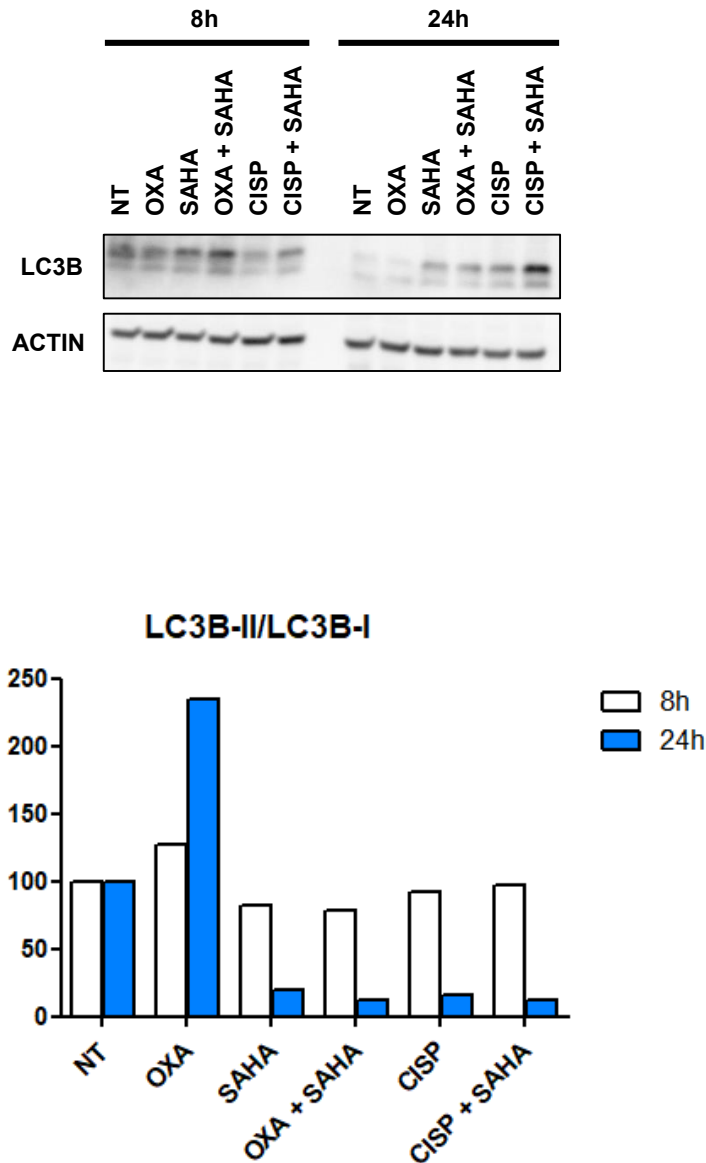 8h 24h
NT OXA SAHA OXA + SAHA CISP CISP + SAHA NT OXA SAHA OXA + SAHA CISP CISP + SAHA
LC3B
ACTIN
LC3B-II/LC3B-I
250
200
150
100
50
0
8h
24h
NT OXA SAHA OXA + SAHA CISP CISP + SAHA